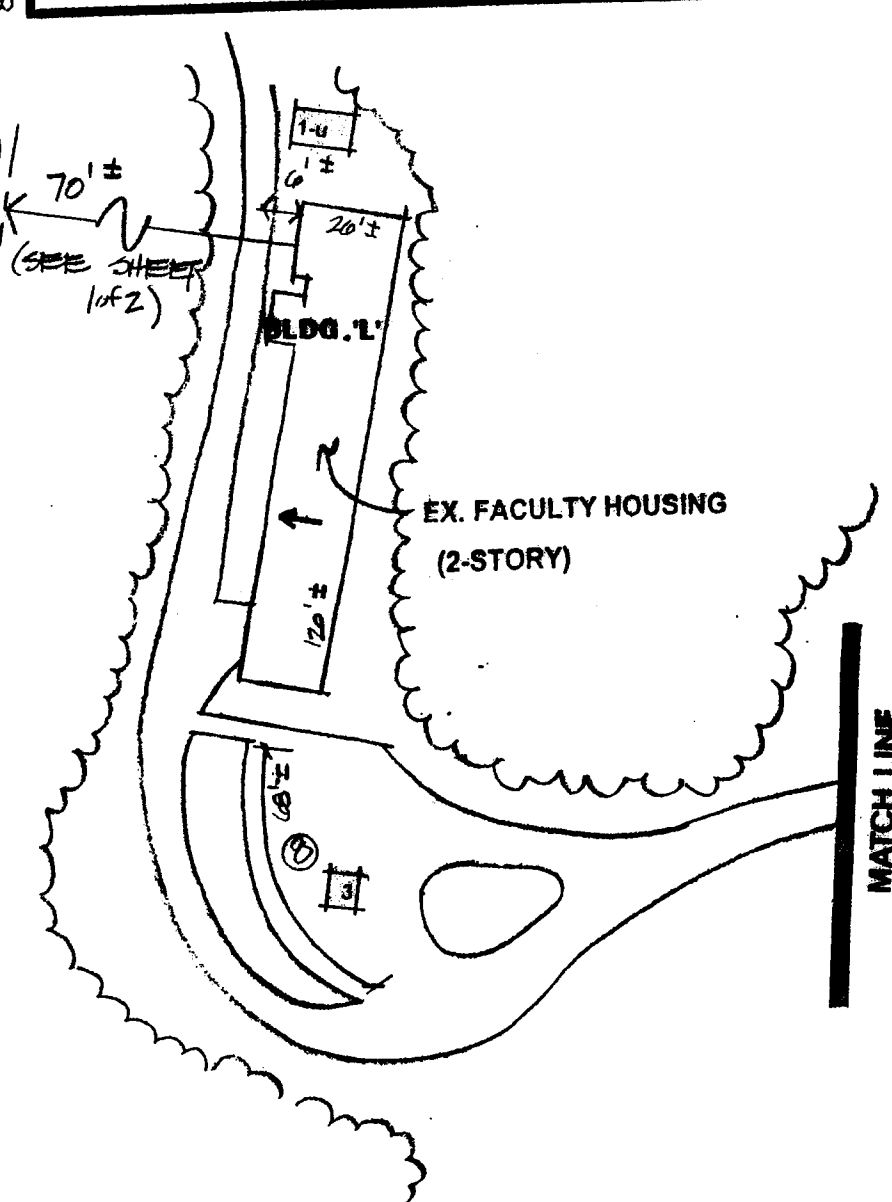 1-u
70'±
6'±
26'±
(SEE SHEET
1 of 2)
BLDG. 'L'
EX. FACULTY HOUSING
(2-STORY)
120'±
68'±
8
3
MATCH LINE